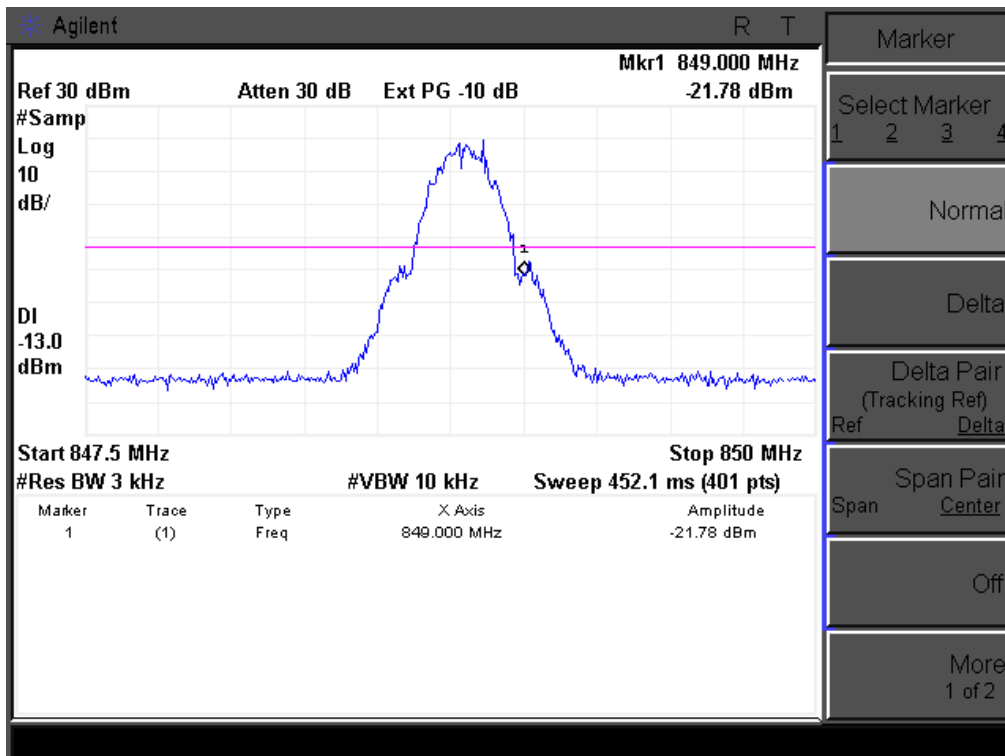 Agilent
R T
Mkr1 849.000 MHz
Ref 30 dBm Atten 30 dB Ext PG -10 dB -21.78 dBm
#Samp
Log
10
dB/
1
DI
-13.0
dBm
Start 847.5 MHz Stop 850 MHz
#Res BW 3 kHz #VBW 10 kHz Sweep 452.1 ms (401 pts)
Marker Trace Type X Axis Amplitude
1 (1) Freq 849.000 MHz -21.78 dBm
Marker
Select Marker
1 2 3 4
Normal
Delta
Delta Pair
(Tracking Ref)
Ref Delta
Span Pair
Span Center
Off
More
1 of 2